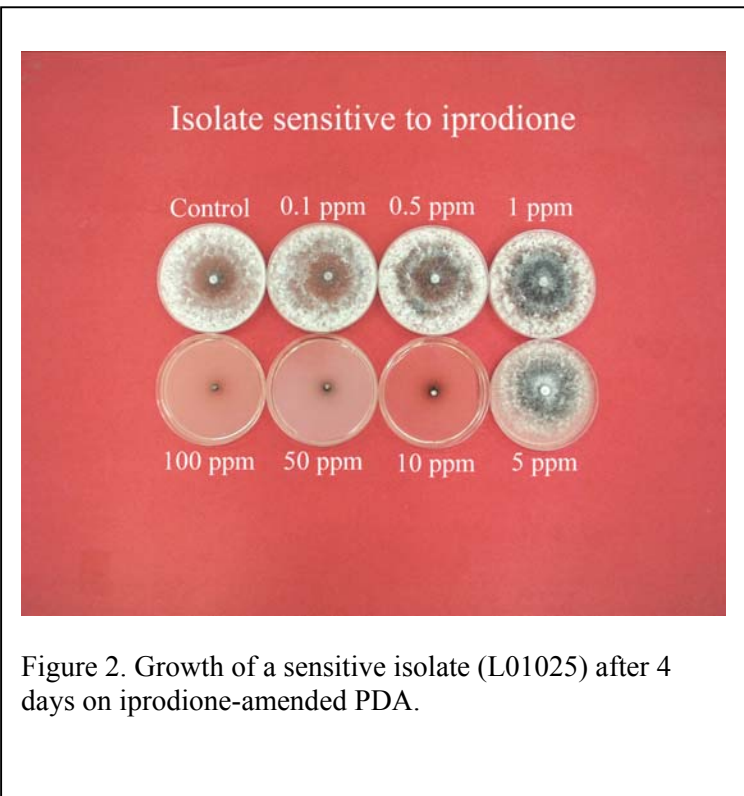 Isolate sensitive to iprodione
Control 0.1 ppm 0.5 ppm 1 ppm
100 ppm 50 ppm 10 ppm 5 ppm
Figure 2. Growth of a sensitive isolate (L01025) after 4
days on iprodione-amended PDA.